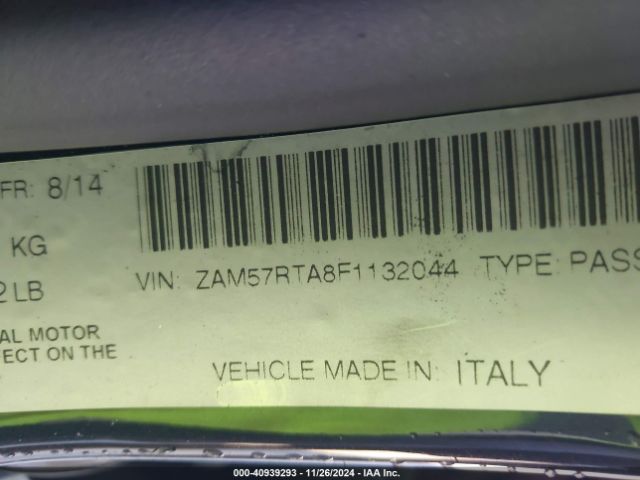 FR: 8/14
KG
2 LB
VIN: ZAM57RTA8F1132044 TYPE: PASS
AL MOTOR
FECT ON THE
VEHICLE MADE IN: ITALY
000-40939293 - 11/26/2024 - IAA Inc.